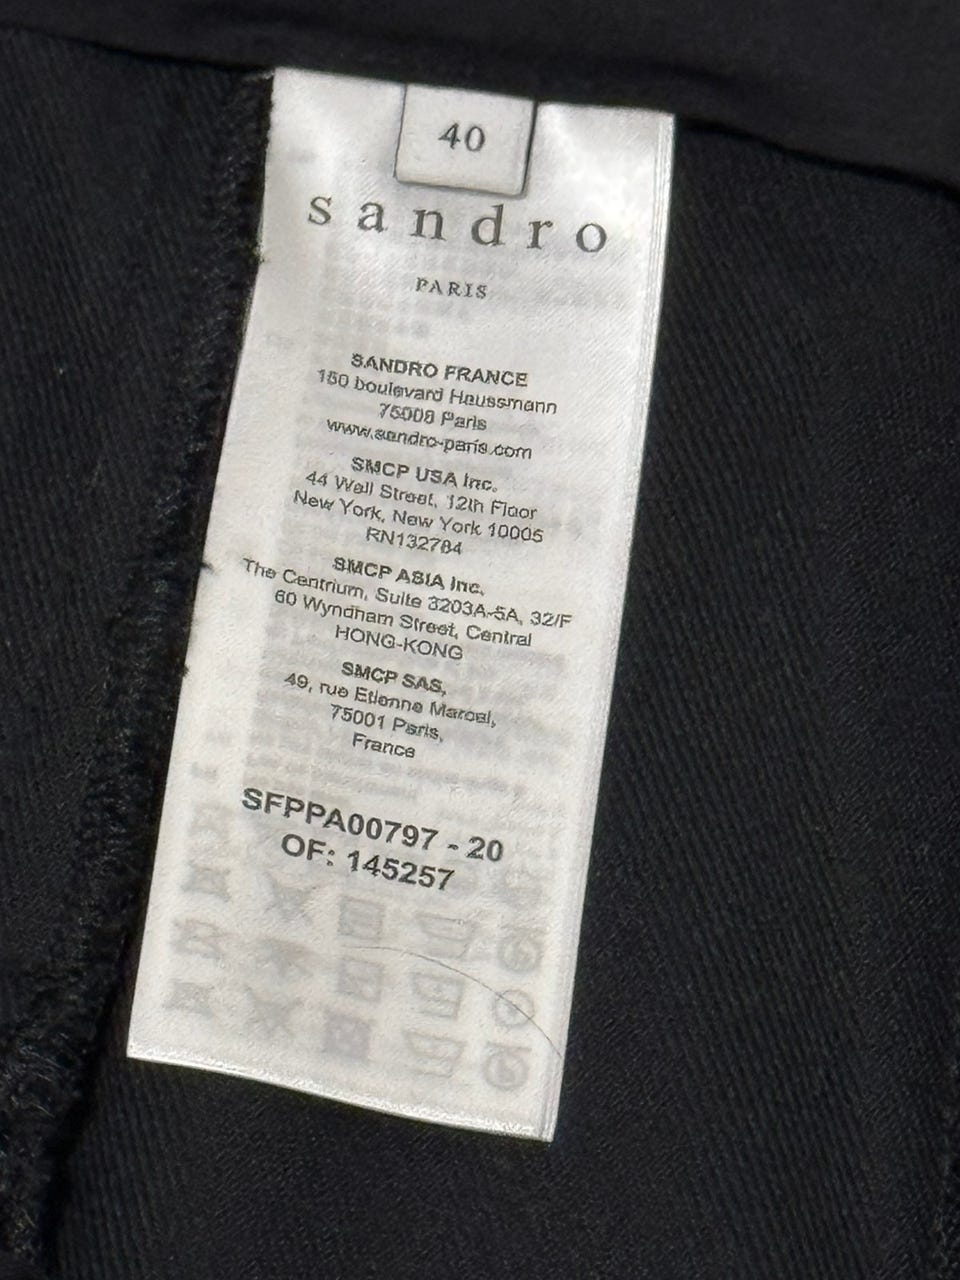 40
sandro
PARIS
SANDRO FRANCE
150 boulevard Haussmann
75008 Paris
www.sandro-paris.com
SMCP USA Inc.
44 Wall Street, 12th Floor
New York, New York 10005
RN132784
SMCP ASIA Inc.
The Centrium, Suite 3203A-5A, 32/F
60 Wyndham Street, Central
HONG-KONG
SMCP SAS,
49, rue Etienne Marcel,
75001 Paris,
France
SFPPA00797 - 20
OF: 145257